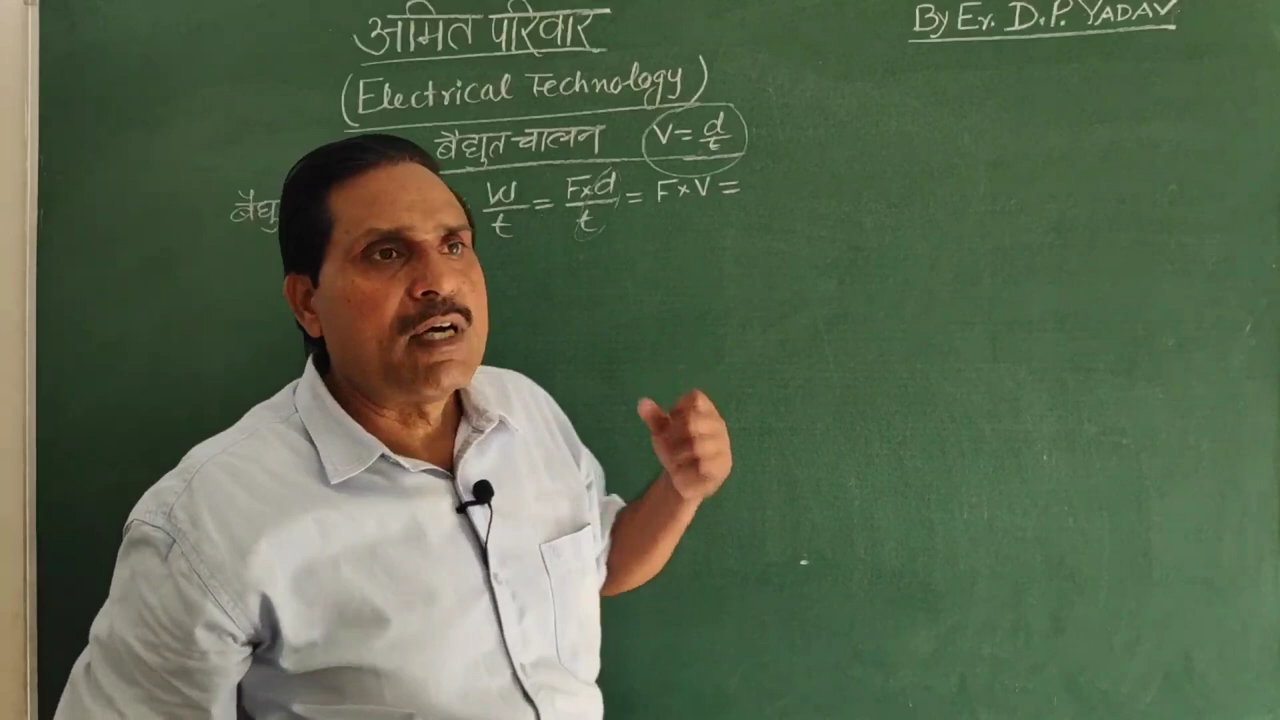 अमित परिवार
By Er. D.P. YADAV
(Electrical Technology)
बैद्युत-चालन V = d/t
W/t = F×d/t = F×V =